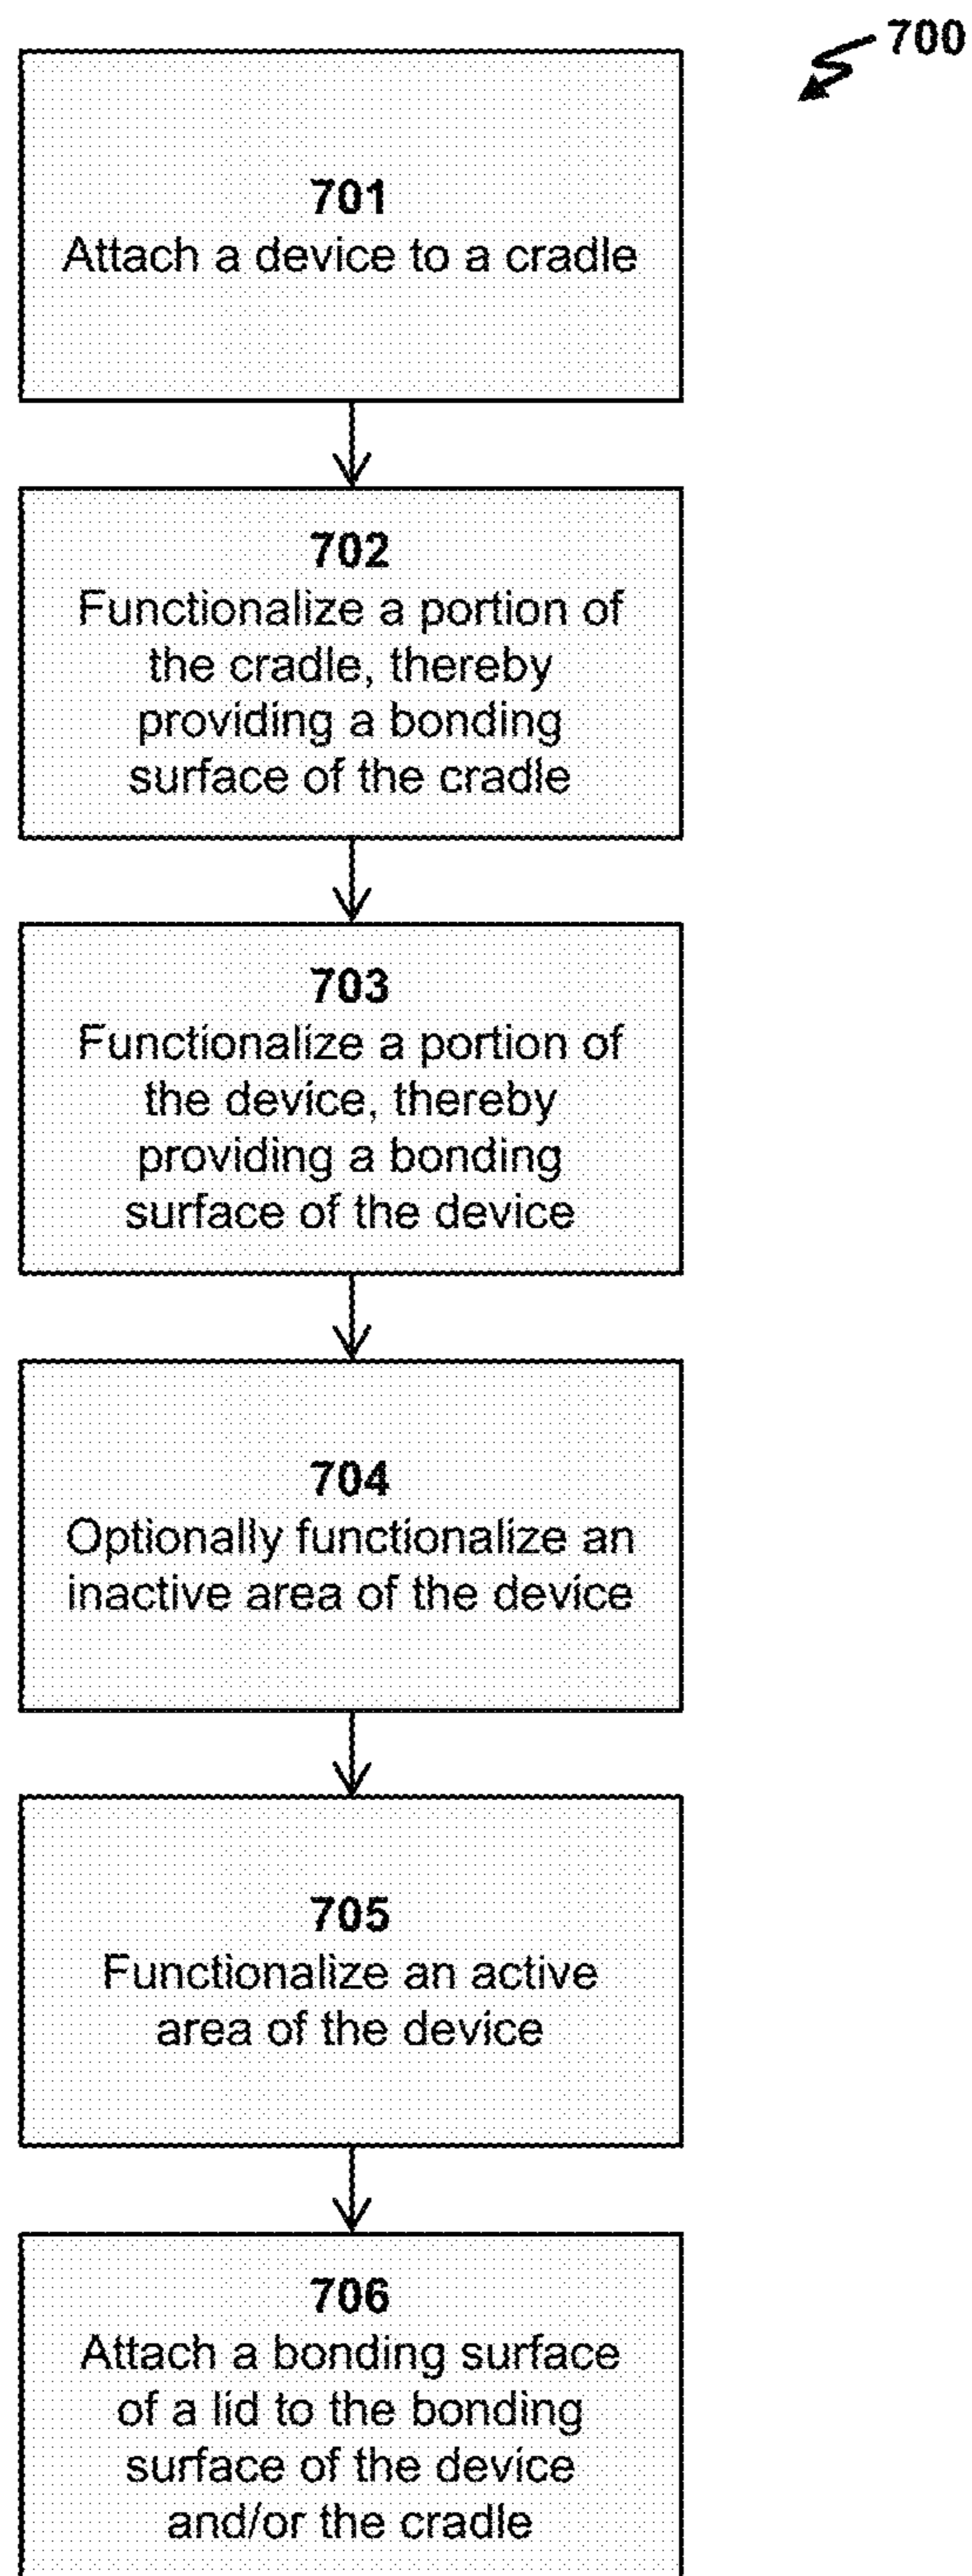 700
701
Attach a device to a cradle
702
Functionalize a portion of
the cradle, thereby
providing a bonding
surface of the cradle
703
Functionalize a portion of
the device, thereby
providing a bonding
surface of the device
704
Optionally functionalize an
inactive area of the device
705
Functionalize an active
area of the device
706
Attach a bonding surface
of a lid to the bonding
surface of the device
and/or the cradle